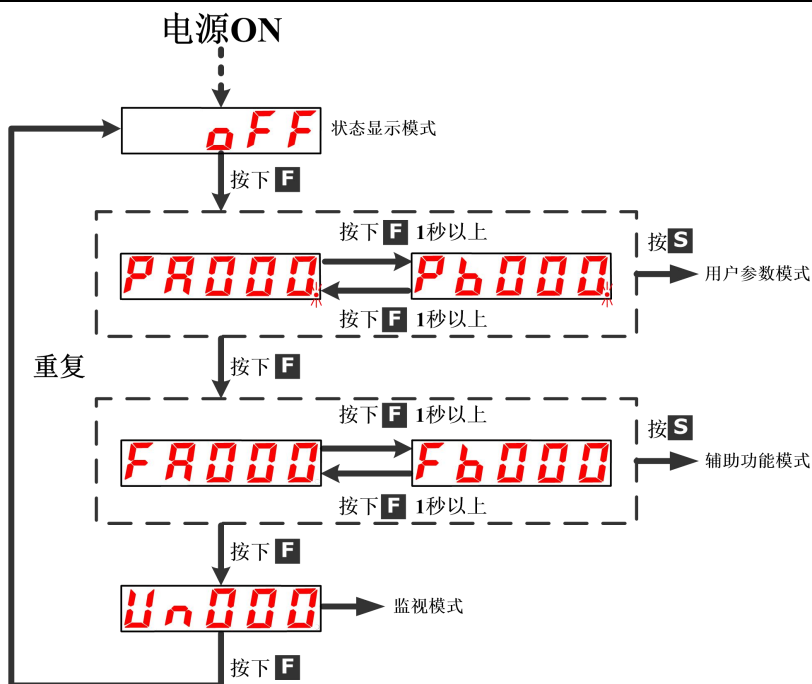 电源ON
oFF
状态显示模式
按下 F
按下 F 1秒以上
按 S
PA000.
Pb000.
用户参数模式
按下 F 1秒以上
重复
按下 F
按下 F 1秒以上
按 S
FA000
Fb000
辅助功能模式
按下 F 1秒以上
按下 F
Un000
监视模式
按下 F